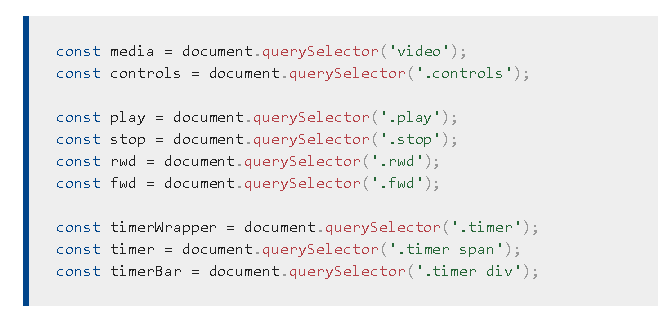 const media = document.querySelector('video');
const controls = document.querySelector('.controls');
const play = document.querySelector('.play');
const stop = document.querySelector('.stop');
const rwd = document.querySelector('.rwd');
const fwd = document.querySelector('.fwd');
const timerWrapper = document.querySelector('.timer');
const timer = document.querySelector('.timer span');
const timerBar = document.querySelector('.timer div');